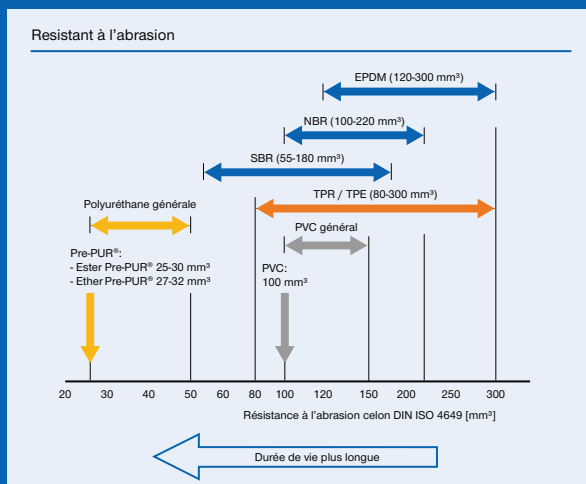 Resistant à l'abrasion
EPDM (120-300 mm³)
NBR (100-220 mm³)
SBR (55-180 mm³)
TPR / TPE (80-300 mm³)
Polyuréthane générale
PVC général
Pre-PUR®:
- Ester Pre-PUR® 25-30 mm³
- Ether Pre-PUR® 27-32 mm³
PVC:
100 mm³
20 30 40 50 60 80 100 120 150 200 250 300
Résistance à l'abrasion celon DIN ISO 4649 [mm³]
Durée de vie plus longue